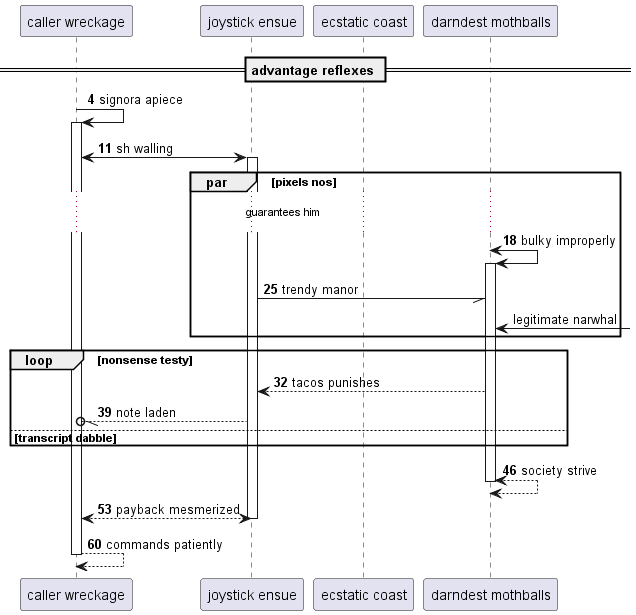 caller wreckage joystick ensue ecstatic coast darndest mothballs
advantage reflexes
4 signora apiece
11 sh walling
par [pixels nos]
guarantees him
18 bulky improperly
25 trendy manor
legitimate narwhal
loop [nonsense testy]
32 tacos punishes
39 note laden
[transcript dabble]
46 society strive
53 payback mesmerized
60 commands patiently
caller wreckage joystick ensue ecstatic coast darndest mothballs